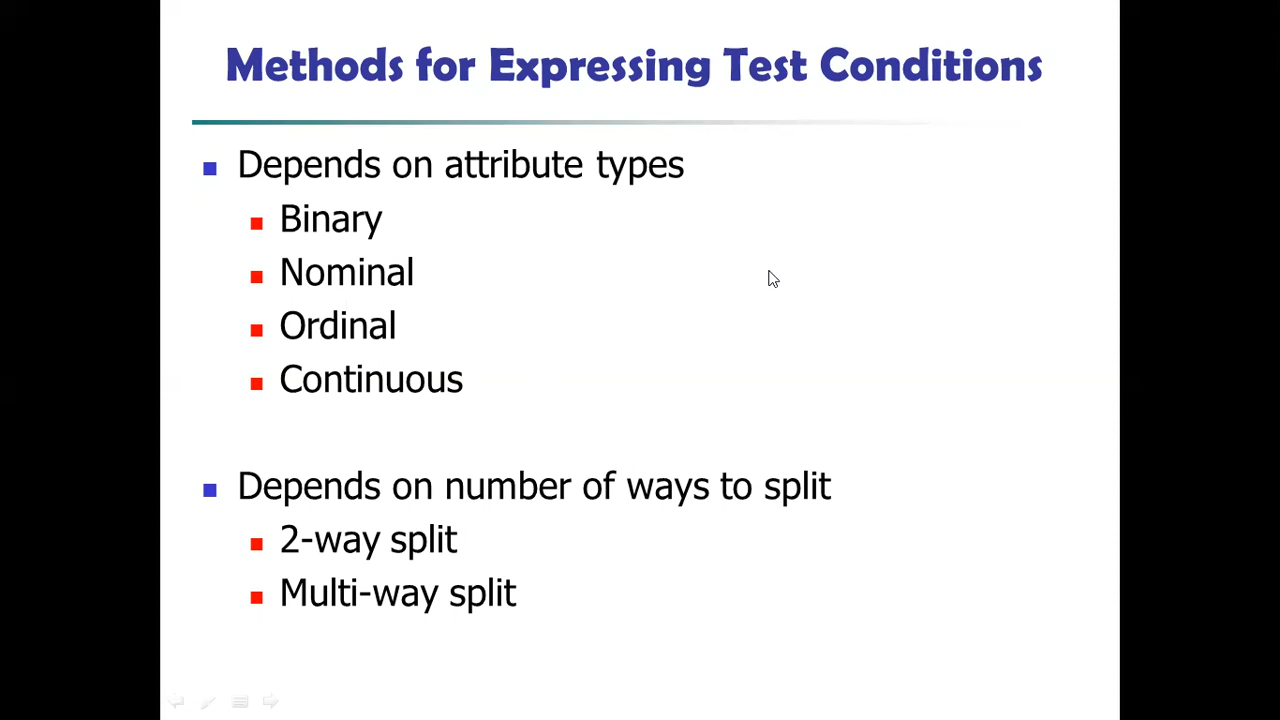 Methods for Expressing Test Conditions
Depends on attribute types
Binary
Nominal
Ordinal
Continuous
Depends on number of ways to split
2-way split
Multi-way split